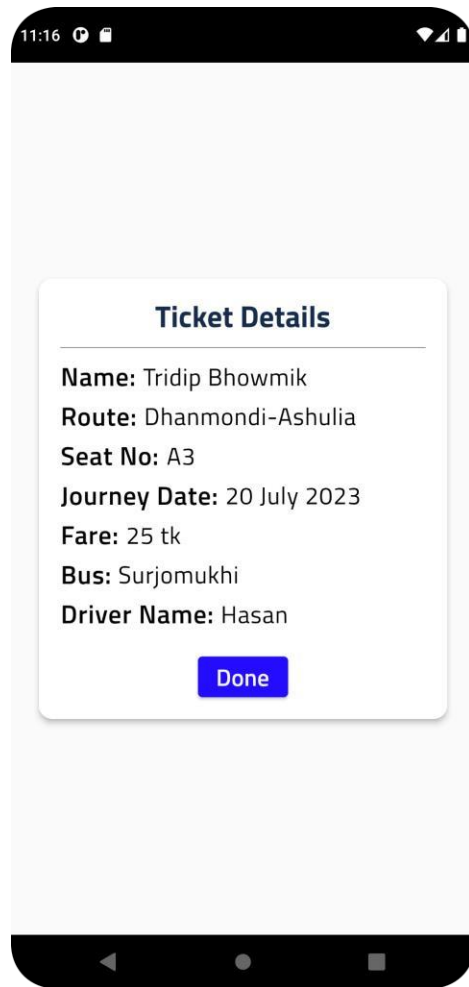 11:16
Ticket Details
Name: Tridip Bhowmik
Route: Dhanmondi-Ashulia
Seat No: A3
Journey Date: 20 July 2023
Fare: 25 tk
Bus: Surjomukhi
Driver Name: Hasan
Done